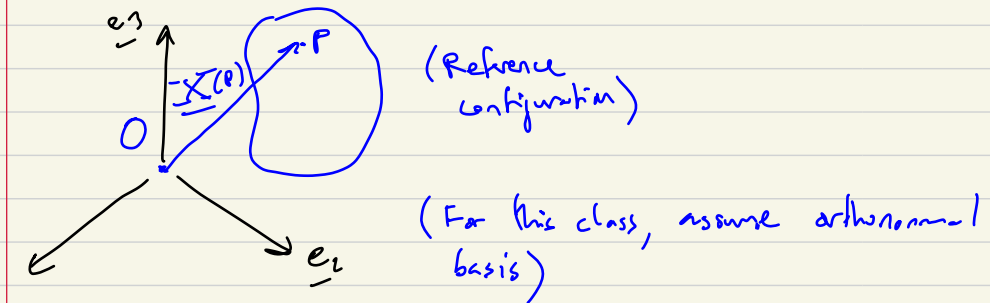 e3
P
X(P)
(Reference
configuration)
O
(For this class, assume orthonormal
e2
basis)